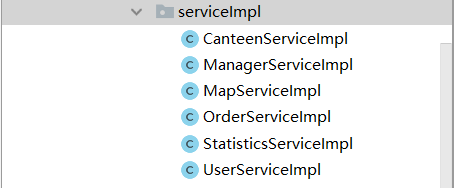 serviceImpl
CanteenServiceImpl
ManagerServiceImpl
MapServiceImpl
OrderServiceImpl
StatisticsServiceImpl
UserServiceImpl